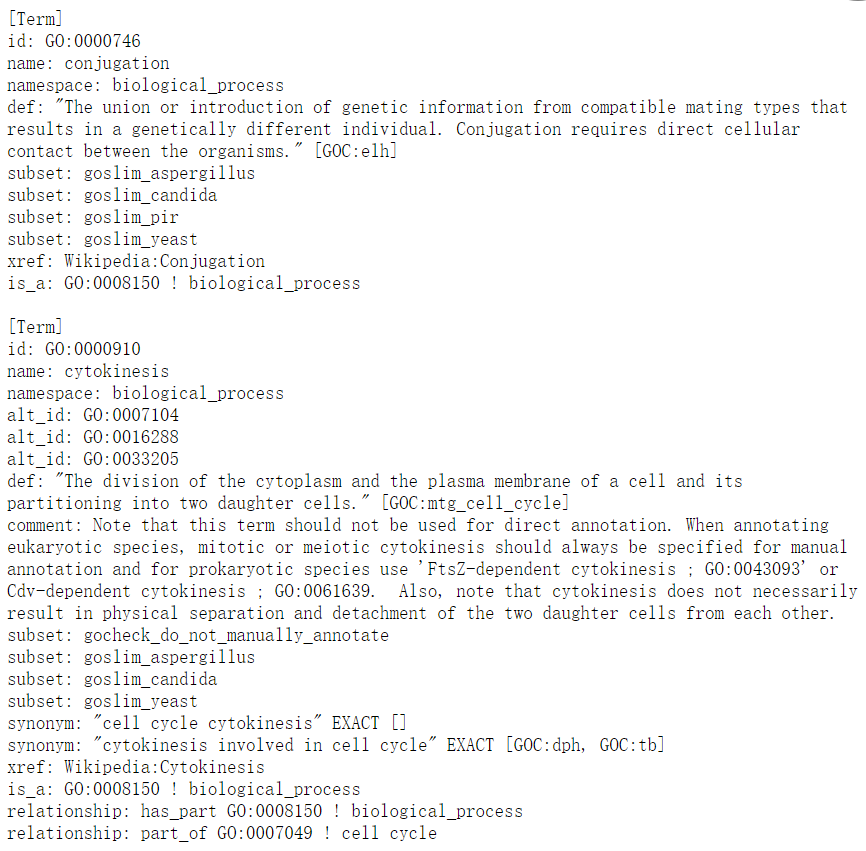 [Term]
id: GO:0000746
name: conjugation
namespace: biological_process
def: "The union or introduction of genetic information from compatible mating types that
results in a genetically different individual. Conjugation requires direct cellular
contact between the organisms." [GOC:elh]
subset: goslim_aspergillus
subset: goslim_candida
subset: goslim_pir
subset: goslim_yeast
xref: Wikipedia:Conjugation
is_a: GO:0008150 ! biological_process

[Term]
id: GO:0000910
name: cytokinesis
namespace: biological_process
alt_id: GO:0007104
alt_id: GO:0016288
alt_id: GO:0033205
def: "The division of the cytoplasm and the plasma membrane of a cell and its
partitioning into two daughter cells." [GOC:mtg_cell_cycle]
comment: Note that this term should not be used for direct annotation. When annotating
eukaryotic species, mitotic or meiotic cytokinesis should always be specified for manual
annotation and for prokaryotic species use 'FtsZ-dependent cytokinesis ; GO:0043093' or
Cdv-dependent cytokinesis ; GO:0061639.  Also, note that cytokinesis does not necessarily
result in physical separation and detachment of the two daughter cells from each other.
subset: gocheck_do_not_manually_annotate
subset: goslim_aspergillus
subset: goslim_candida
subset: goslim_yeast
synonym: "cell cycle cytokinesis" EXACT []
synonym: "cytokinesis involved in cell cycle" EXACT [GOC:dph, GOC:tb]
xref: Wikipedia:Cytokinesis
is_a: GO:0008150 ! biological_process
relationship: has_part GO:0008150 ! biological_process
relationship: part_of GO:0007049 ! cell cycle